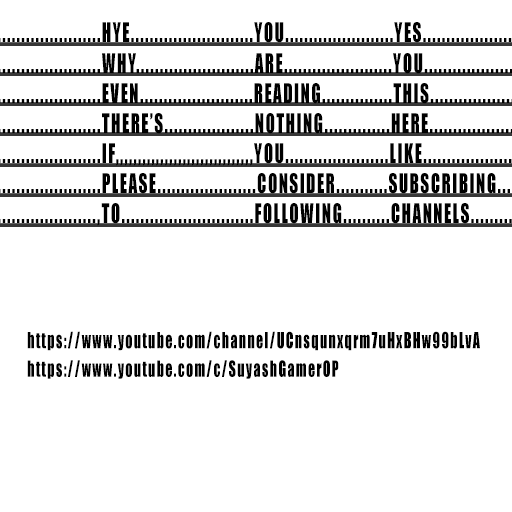 HYE YOU YES
WHY ARE YOU
EVEN READING THIS
THERE'S NOTHING HERE
IF YOU LIKE
PLEASE CONSIDER SUBSCRIBING
TO FOLLOWING CHANNELS
https://www.youtube.com/channel/UCnsqunxqrm7uHxBHw99bLvA
https://www.youtube.com/c/SuyashGamerOP